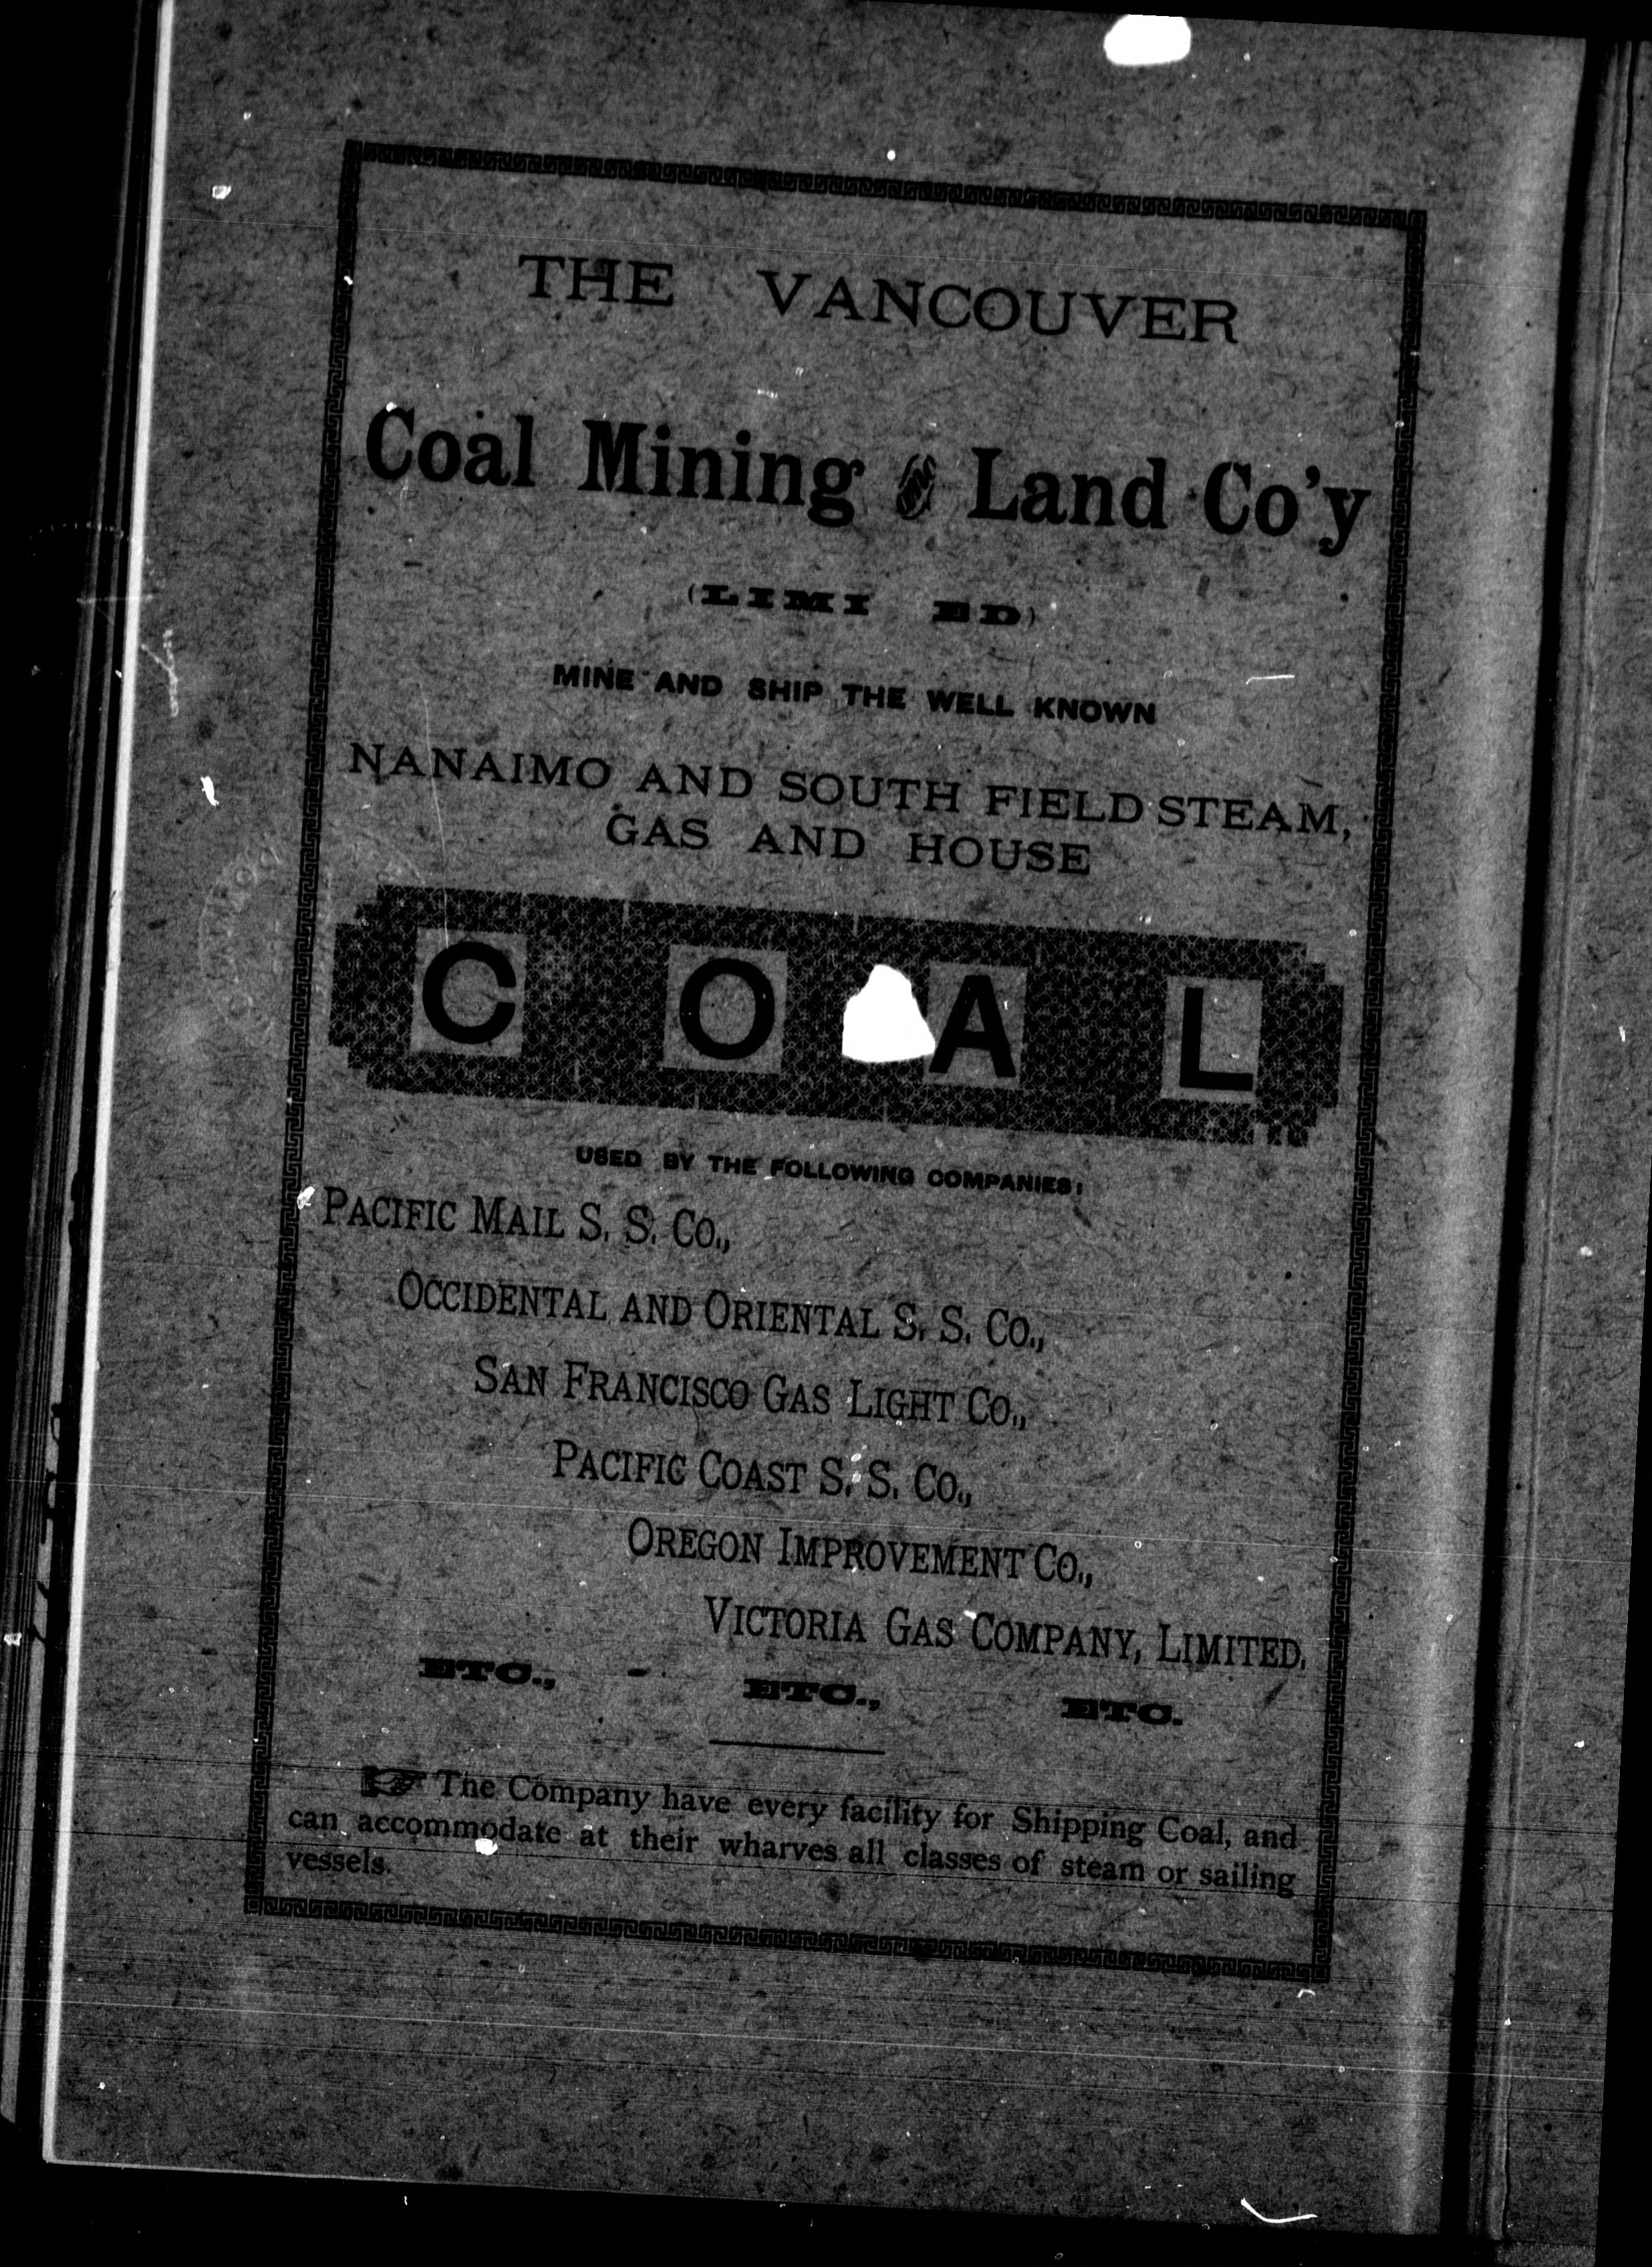 THE VANCOUVER
Coal Mining & Land Co'y
(LIMI ED)
MINE AND SHIP THE WELL KNOWN
NANAIMO AND SOUTH FIELD STEAM,
GAS AND HOUSE
COAL
USED BY THE FOLLOWING COMPANIES:
PACIFIC MAIL S. S. CO.,
OCCIDENTAL AND ORIENTAL S. S. CO.,
SAN FRANCISCO GAS LIGHT CO.,
PACIFIC COAST S. S. CO.,
OREGON IMPROVEMENT CO.,
VICTORIA GAS COMPANY, LIMITED.
ETC., ETC., ETC.
☞ The Company have every facility for Shipping Coal, and
can accommodate at their wharves all classes of steam or sailing
vessels.